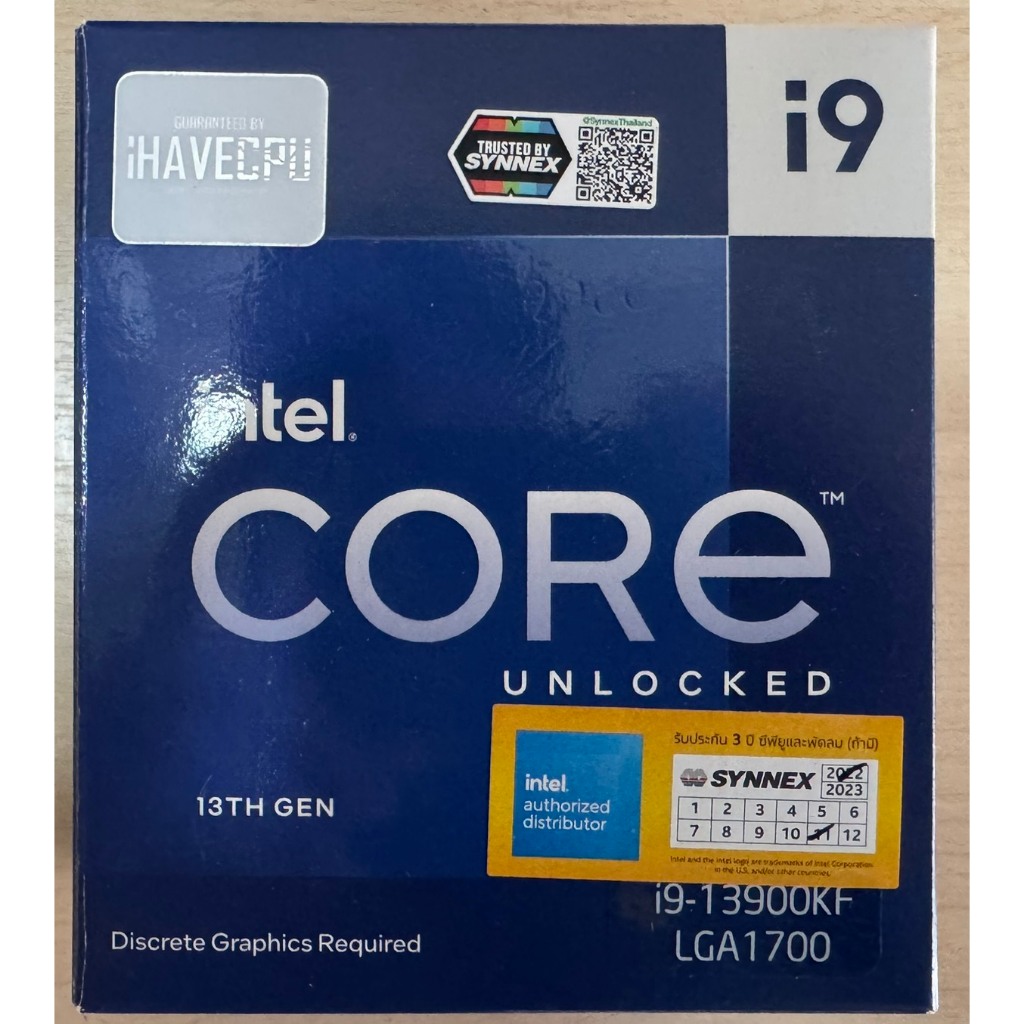 GUARANTEED BY
iHAVECPU
TRUSTED BY
SYNNEX
@SynnexThailand
i9
intel.
CORE™
UNLOCKED
รับประกัน 3 ปี ซีพียูและพัดลม (ถ้ามี)
intel.
authorized
distributor
SYNNEX
2022
2023
1 2 3 4 5 6
7 8 9 10 11 12
Intel and the Intel logo are trademarks of Intel Corporation
in the U.S. and/or other countries.
13TH GEN
i9-13900KF
LGA1700
Discrete Graphics Required